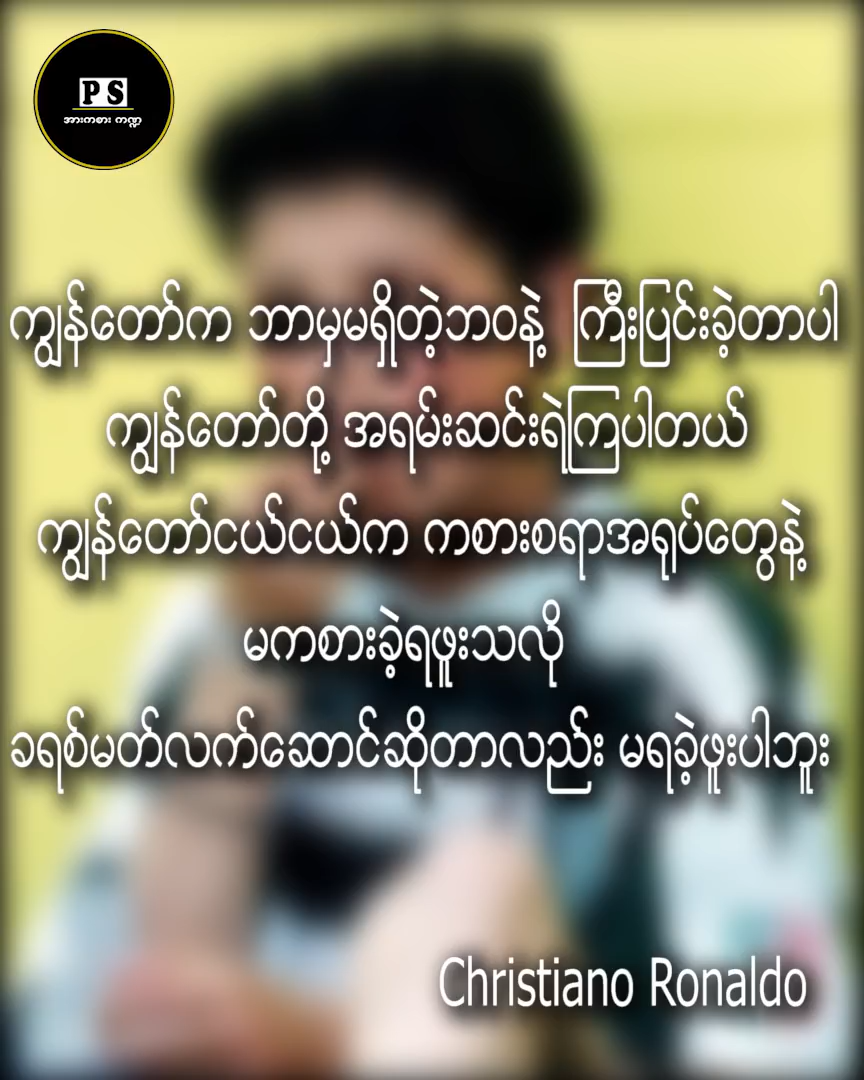 PS
အားကစား ကဏ္ဍ
ကျွန်တော်က ဘာမှမရှိတဲ့ဘဝနဲ့ ကြီးပြင်းခဲ့တာပါ
ကျွန်တော်တို့ အရမ်းဆင်းရဲကြပါတယ်
ကျွန်တော်ငယ်ငယ်က ကစားစရာအရုပ်တွေနဲ့
မကစားခဲ့ရဖူးသလို
ခရစ်မတ်လက်ဆောင်ဆိုတာလည်း မရခဲ့ဖူးပါဘူး
Christiano Ronaldo